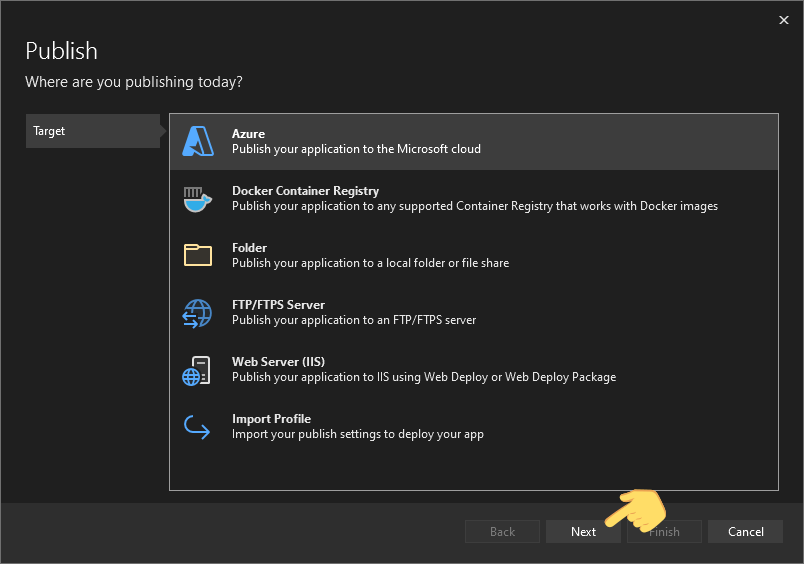 Publish
Where are you publishing today?
Target
Azure
Publish your application to the Microsoft cloud
Docker Container Registry
Publish your application to any supported Container Registry that works with Docker images
Folder
Publish your application to a local folder or file share
FTP/FTPS Server
Publish your application to an FTP/FTPS server
Web Server (IIS)
Publish your application to IIS using Web Deploy or Web Deploy Package
Import Profile
Import your publish settings to deploy your app
Back
Next
Finish
Cancel